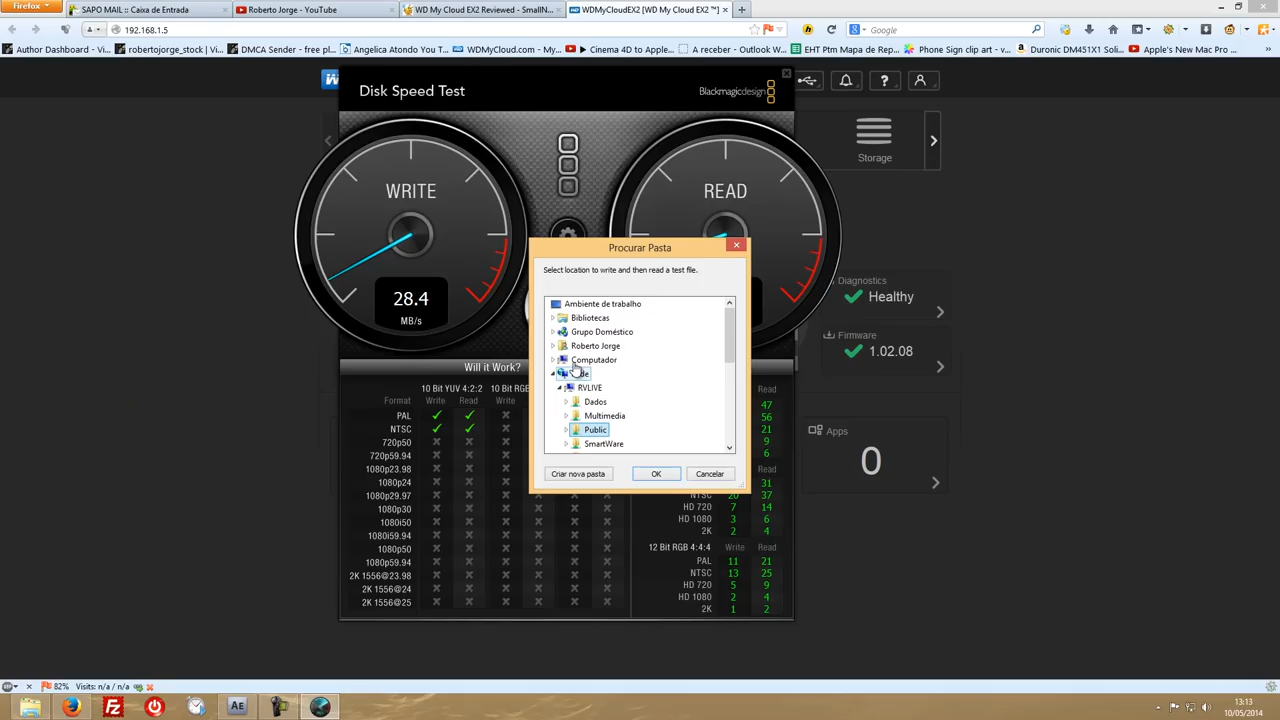 Firefox
SAPO MAIL :: Caixa de Entrada
Roberto Jorge - YouTube
WD My Cloud EX2 Reviewed - SmallN...
WDMyCloudEX2 [WD My Cloud EX2 ™]
192.168.1.5
Google
Author Dashboard - Vi...
robertojorge_stock |...
DMCA Sender - free pl...
Angelica Atondo You T...
WDMyCloud.com - W...
Cinema 4D to Apple...
A creber - Outlook W...
EHT Ptm Mapa de Rep...
Phone Sign clip art - v...
Duronic DM451X1 Soil...
Apple's New Mac Pro ...
Disk Speed Test
Blackmagicdesign
Storage
WRITE
READ
28.4
MB/s
Procurar Pasta
Select location to write and then read a test file.
Ambiente de trabalho
Bibliotecas
Grupo Doméstico
Roberto Jorge
Computador
RVLIVE
Dados
Multimedia
Public
SmartWare
Criar nova pasta
OK
Cancelar
Diagnostics
Healthy
Firmware
1.02.08
Apps
0
Will it Work?
10 Bit YUV 4:2:2
Format Write Read Write
Read
PAL
NTSC
720p50
720p59.94
1080p23.98
1080p24
1080p29.97
1080p30
1080i50
1080i59.94
1080p50
1080p59.94
2K 1556@23.98
2K 1556@24
2K 1556@25
47
56
21
9
6
31
NTSC 20 37
HD 720 7 14
HD 1080 3 6
2K 2 4
12 Bit RGB 4:4:4 Write Read
PAL 11 21
NTSC 13 25
HD 720 5 9
HD 1080 2 4
2K 1 2
82% Visits: n/a / n/a
AE
13:13
10/05/2014